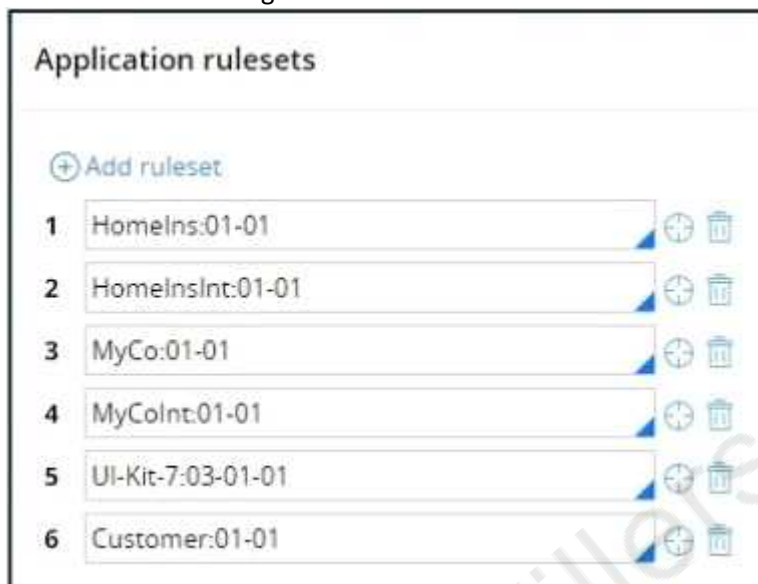 Application rulesets
Add ruleset
1 HomeIns:01-01
2 HomeInsInt:01-01
3 MyCo:01-01
4 MyCoInt:01-01
5 UI-Kit-7:03-01-01
6 Customer:01-01